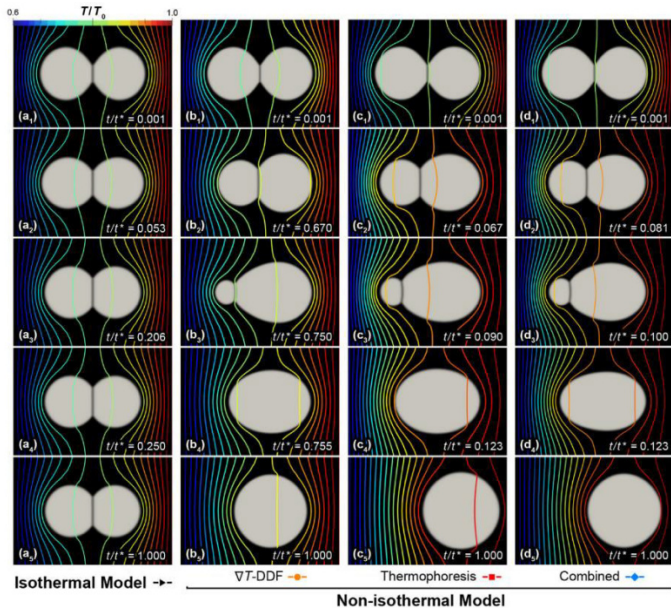 0.8 T/T₀ 1.0
(a₁) t/t* = 0.001 (b₁) t/t* = 0.001 (c₁) t/t* = 0.001 (d₁) t/t* = 0.001
(a₂) t/t* = 0.053 (b₂) t/t* = 0.670 (c₂) t/t* = 0.067 (d₂) t/t* = 0.081
(a₃) t/t* = 0.206 (b₃) t/t* = 0.750 (c₃) t/t* = 0.090 (d₃) t/t* = 0.100
(a₄) t/t* = 0.250 (b₄) t/t* = 0.755 (c₄) t/t* = 0.123 (d₄) t/t* = 0.123
(a₅) t/t* = 1.000 (b₅) t/t* = 1.000 (c₅) t/t* = 1.000 (d₅) t/t* = 1.000
Isothermal Model ∇T-DDF Thermophoresis Combined
Non-isothermal Model